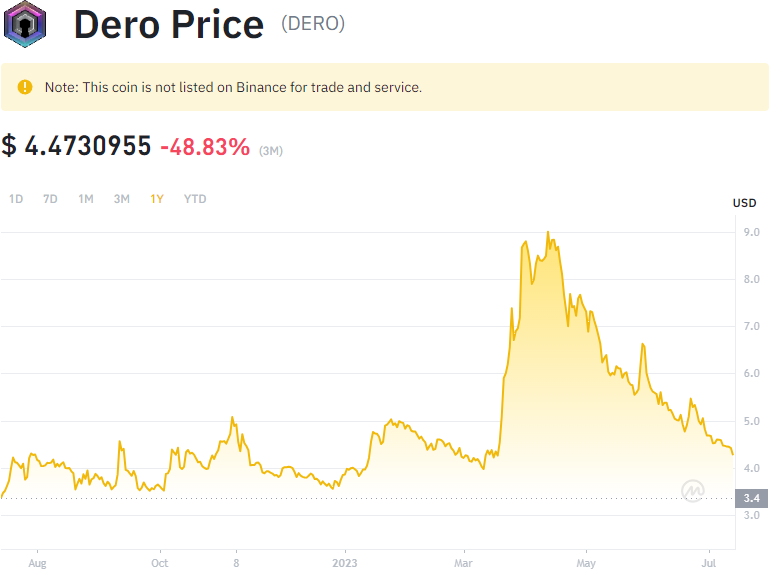 Dero Price (DERO)
Note: This coin is not listed on Binance for trade and service.
$ 4.4730955 -48.83% (3M)
1D 7D 1M 3M 1Y YTD
USD
9.0
8.0
7.0
6.0
5.0
4.0
3.4
3.0
Aug Oct 8 2023 Mar May Jul